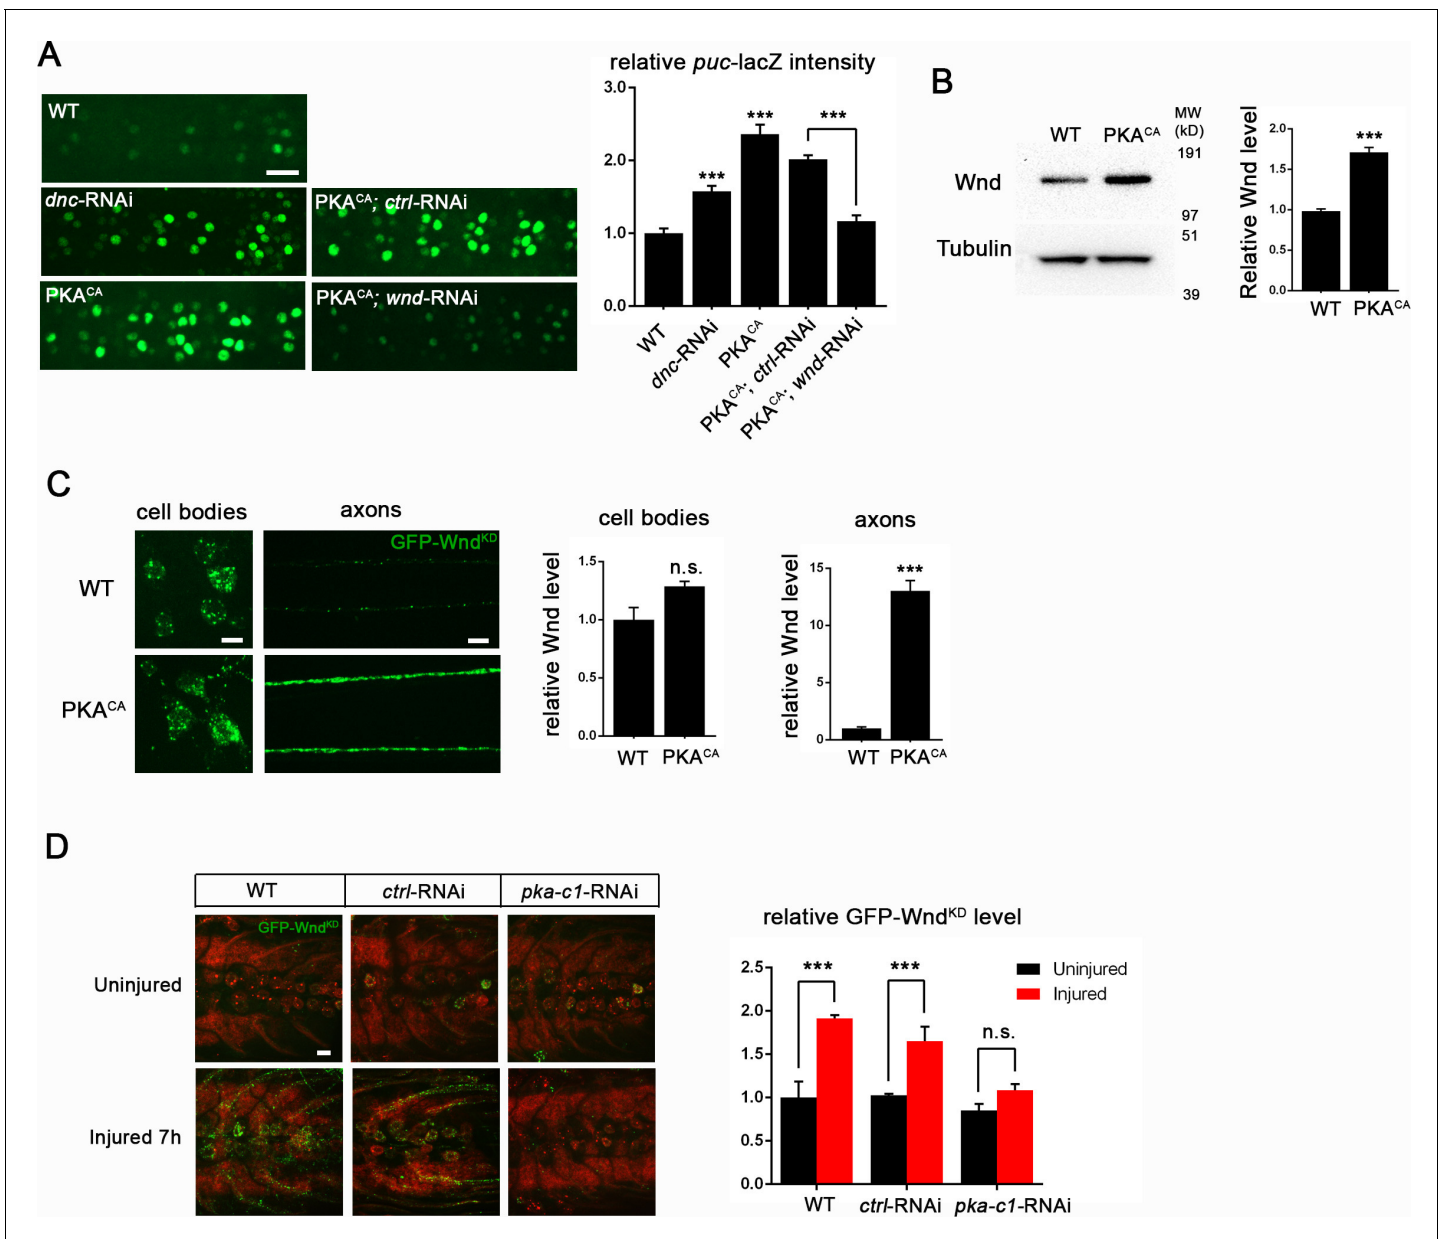 A
WT
dnc-RNAi
PKACA; ctrl-RNAi
PKACA
PKACA; wnd-RNAi
relative puc-lacZ intensity
3.0
2.0
1.0
0.0
***
***
***
WT
dnc-RNAi
PKACA
PKACA; ctrl-RNAi
PKACA; wnd-RNAi
B
WT PKACA
MW
(kD)
191
Wnd
97
51
Tubulin
39
Relative Wnd level
2.0
1.5
1.0
0.5
0.0
***
WT PKACA
C
cell bodies
axons
GFP-WndKD
WT
PKACA
cell bodies
relative Wnd level
1.5
1.0
0.5
0.0
n.s.
WT PKACA
axons
relative Wnd level
15
10
5
0
***
WT PKACA
D
WT
ctrl-RNAi
pka-c1-RNAi
GFP-WndKD
Uninjured
Injured 7h
relative GFP-WndKD level
2.5
2.0
1.5
1.0
0.5
0.0
***
***
n.s.
Uninjured
Injured
WT
ctrl-RNAi
pka-c1-RNAi